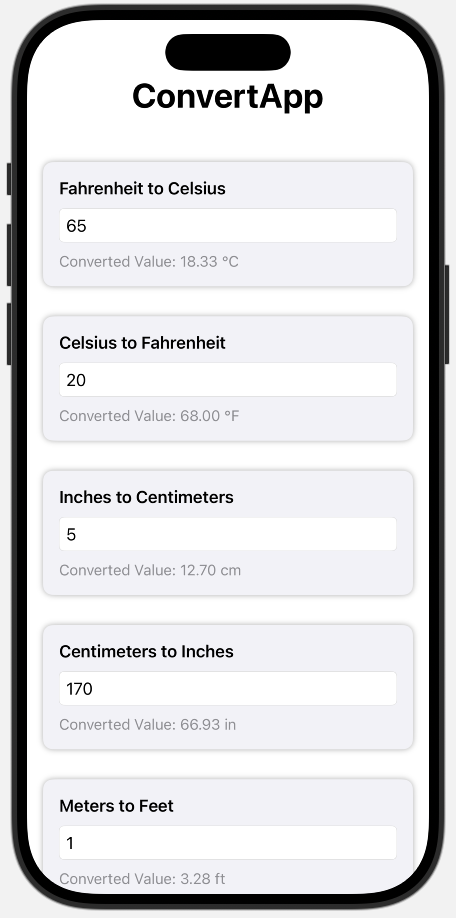 ConvertApp
Fahrenheit to Celsius
65
Converted Value: 18.33 °C
Celsius to Fahrenheit
20
Converted Value: 68.00 °F
Inches to Centimeters
5
Converted Value: 12.70 cm
Centimeters to Inches
170
Converted Value: 66.93 in
Meters to Feet
1
Converted Value: 3.28 ft